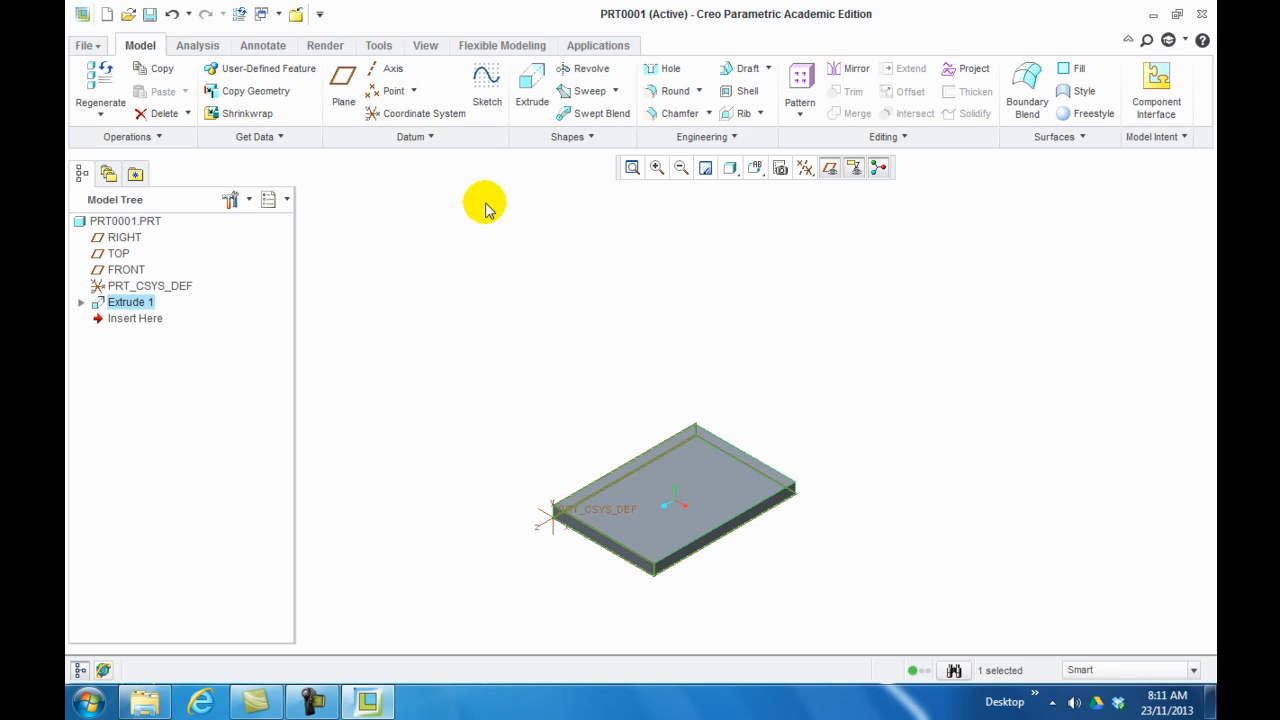 PRT0001 (Active) - Creo Parametric Academic Edition
File Model Analysis Annotate Render Tools View Flexible Modeling Applications
Regenerate Copy Paste Delete
User-Defined Feature Copy Geometry Shrinkwrap
Plane Axis Point Coordinate System Sketch
Extrude Revolve Sweep Swept Blend
Hole Round Chamfer Draft Shell Rib
Pattern Mirror Trim Merge Extend Offset Intersect Project Thicken Solidify
Boundary Blend Fill Style Freestyle
Component Interface
Operations Get Data Datum Shapes Engineering Editing Surfaces Model Intent
Model Tree
PRT0001.PRT
RIGHT
TOP
FRONT
PRT_CSYS_DEF
Extrude 1
Insert Here
Y
PRT_CSYS_DEF
Z
X
1 selected Smart
Desktop 8:11 AM
23/11/2013